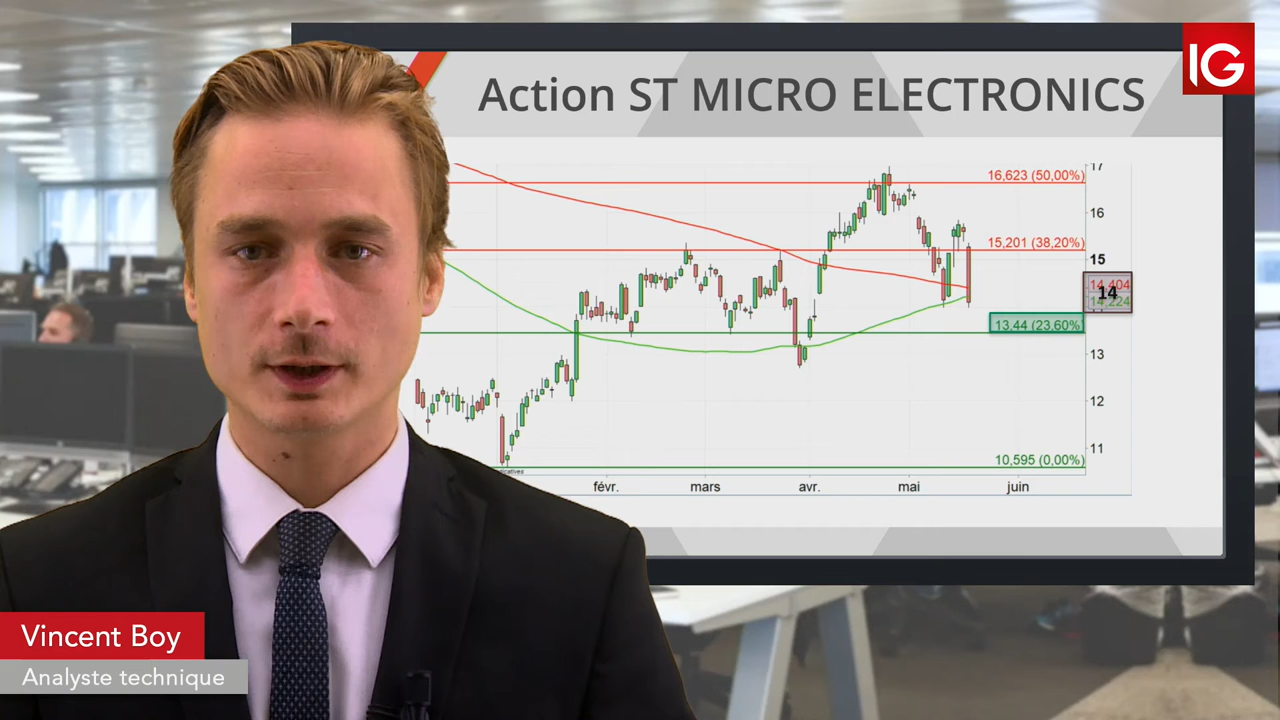 IG
Action ST MICRO ELECTRONICS
17
16,623 (50,00%)
16
15,201 (38,20%)
15
14,404
14
14,224
13,44 (23,60%)
13
12
11
10,595 (0,00%)
févr.
mars
avr.
mai
juin
Vincent Boy
Analyste technique